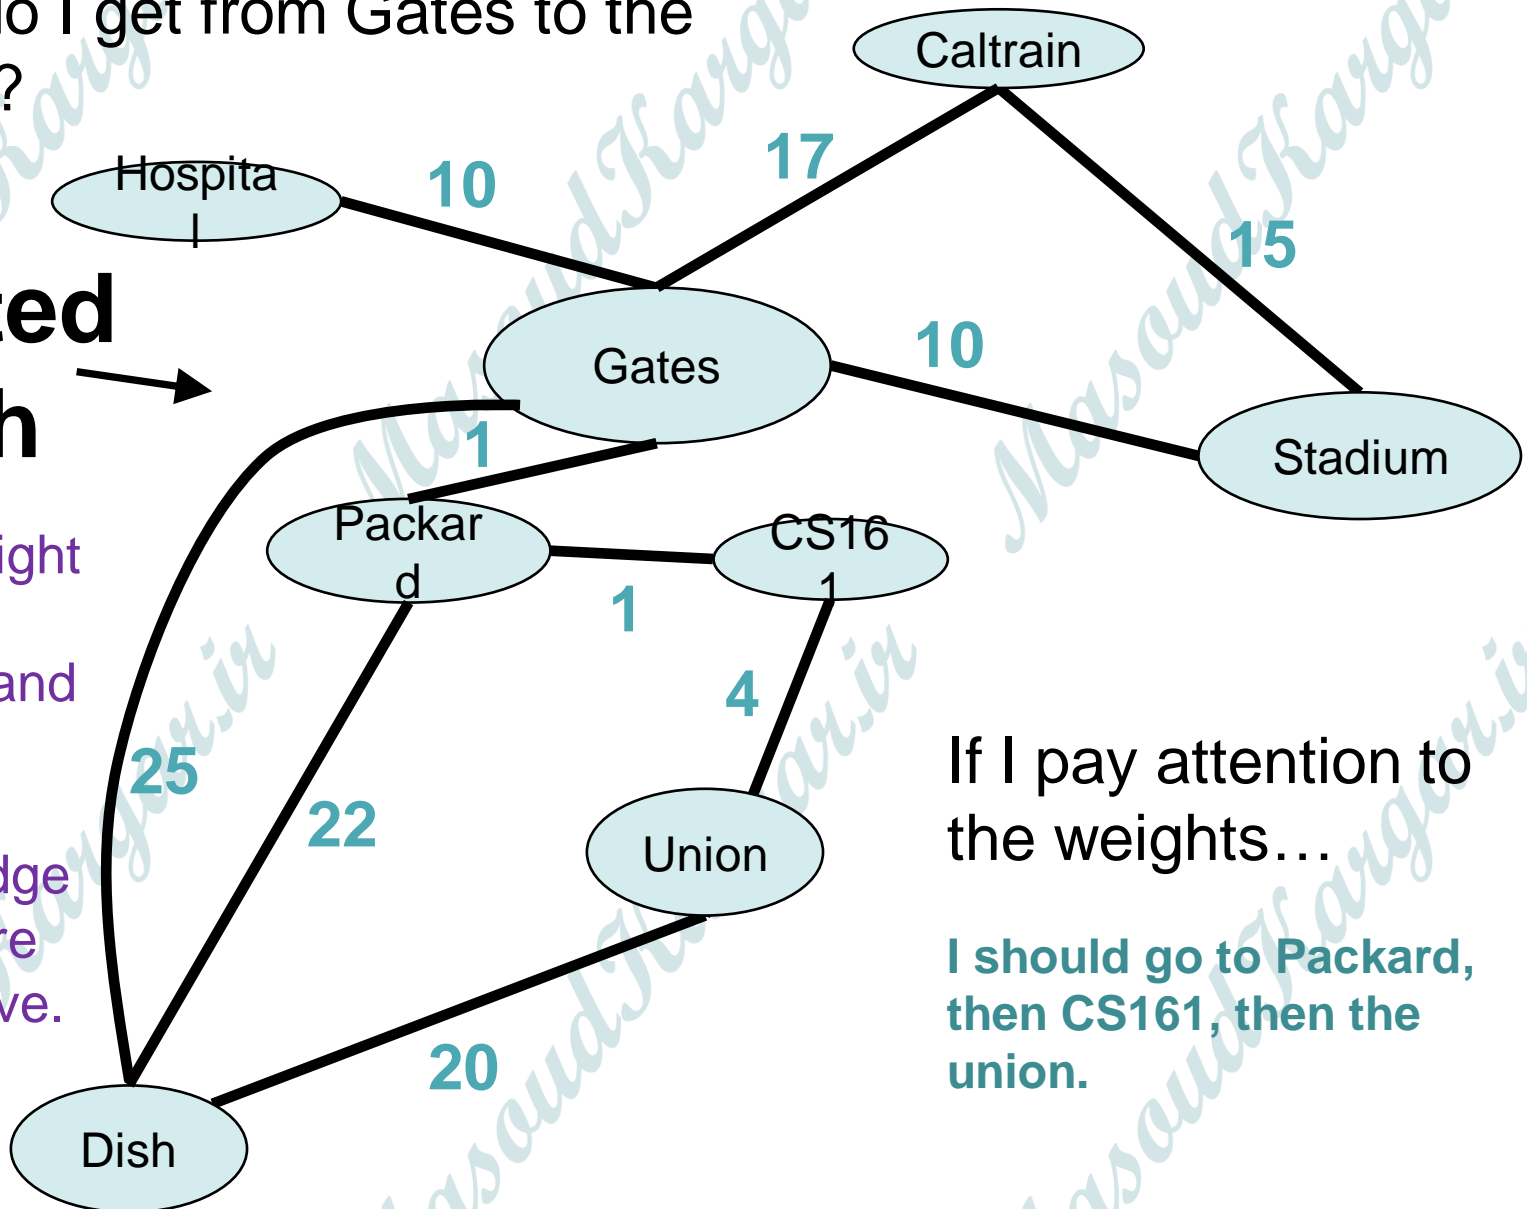 do I get from Gates to the
?
Caltrain
Hospita
l
10
17
15
ted
h
Gates
10
Stadium
1
Packar
d
CS16
1
1
ight
and
4
25
22
Union
dge
re
ve.
20
Dish
If I pay attention to
the weights…
I should go to Packard,
then CS161, then the
union.
MasoudKargar.ir